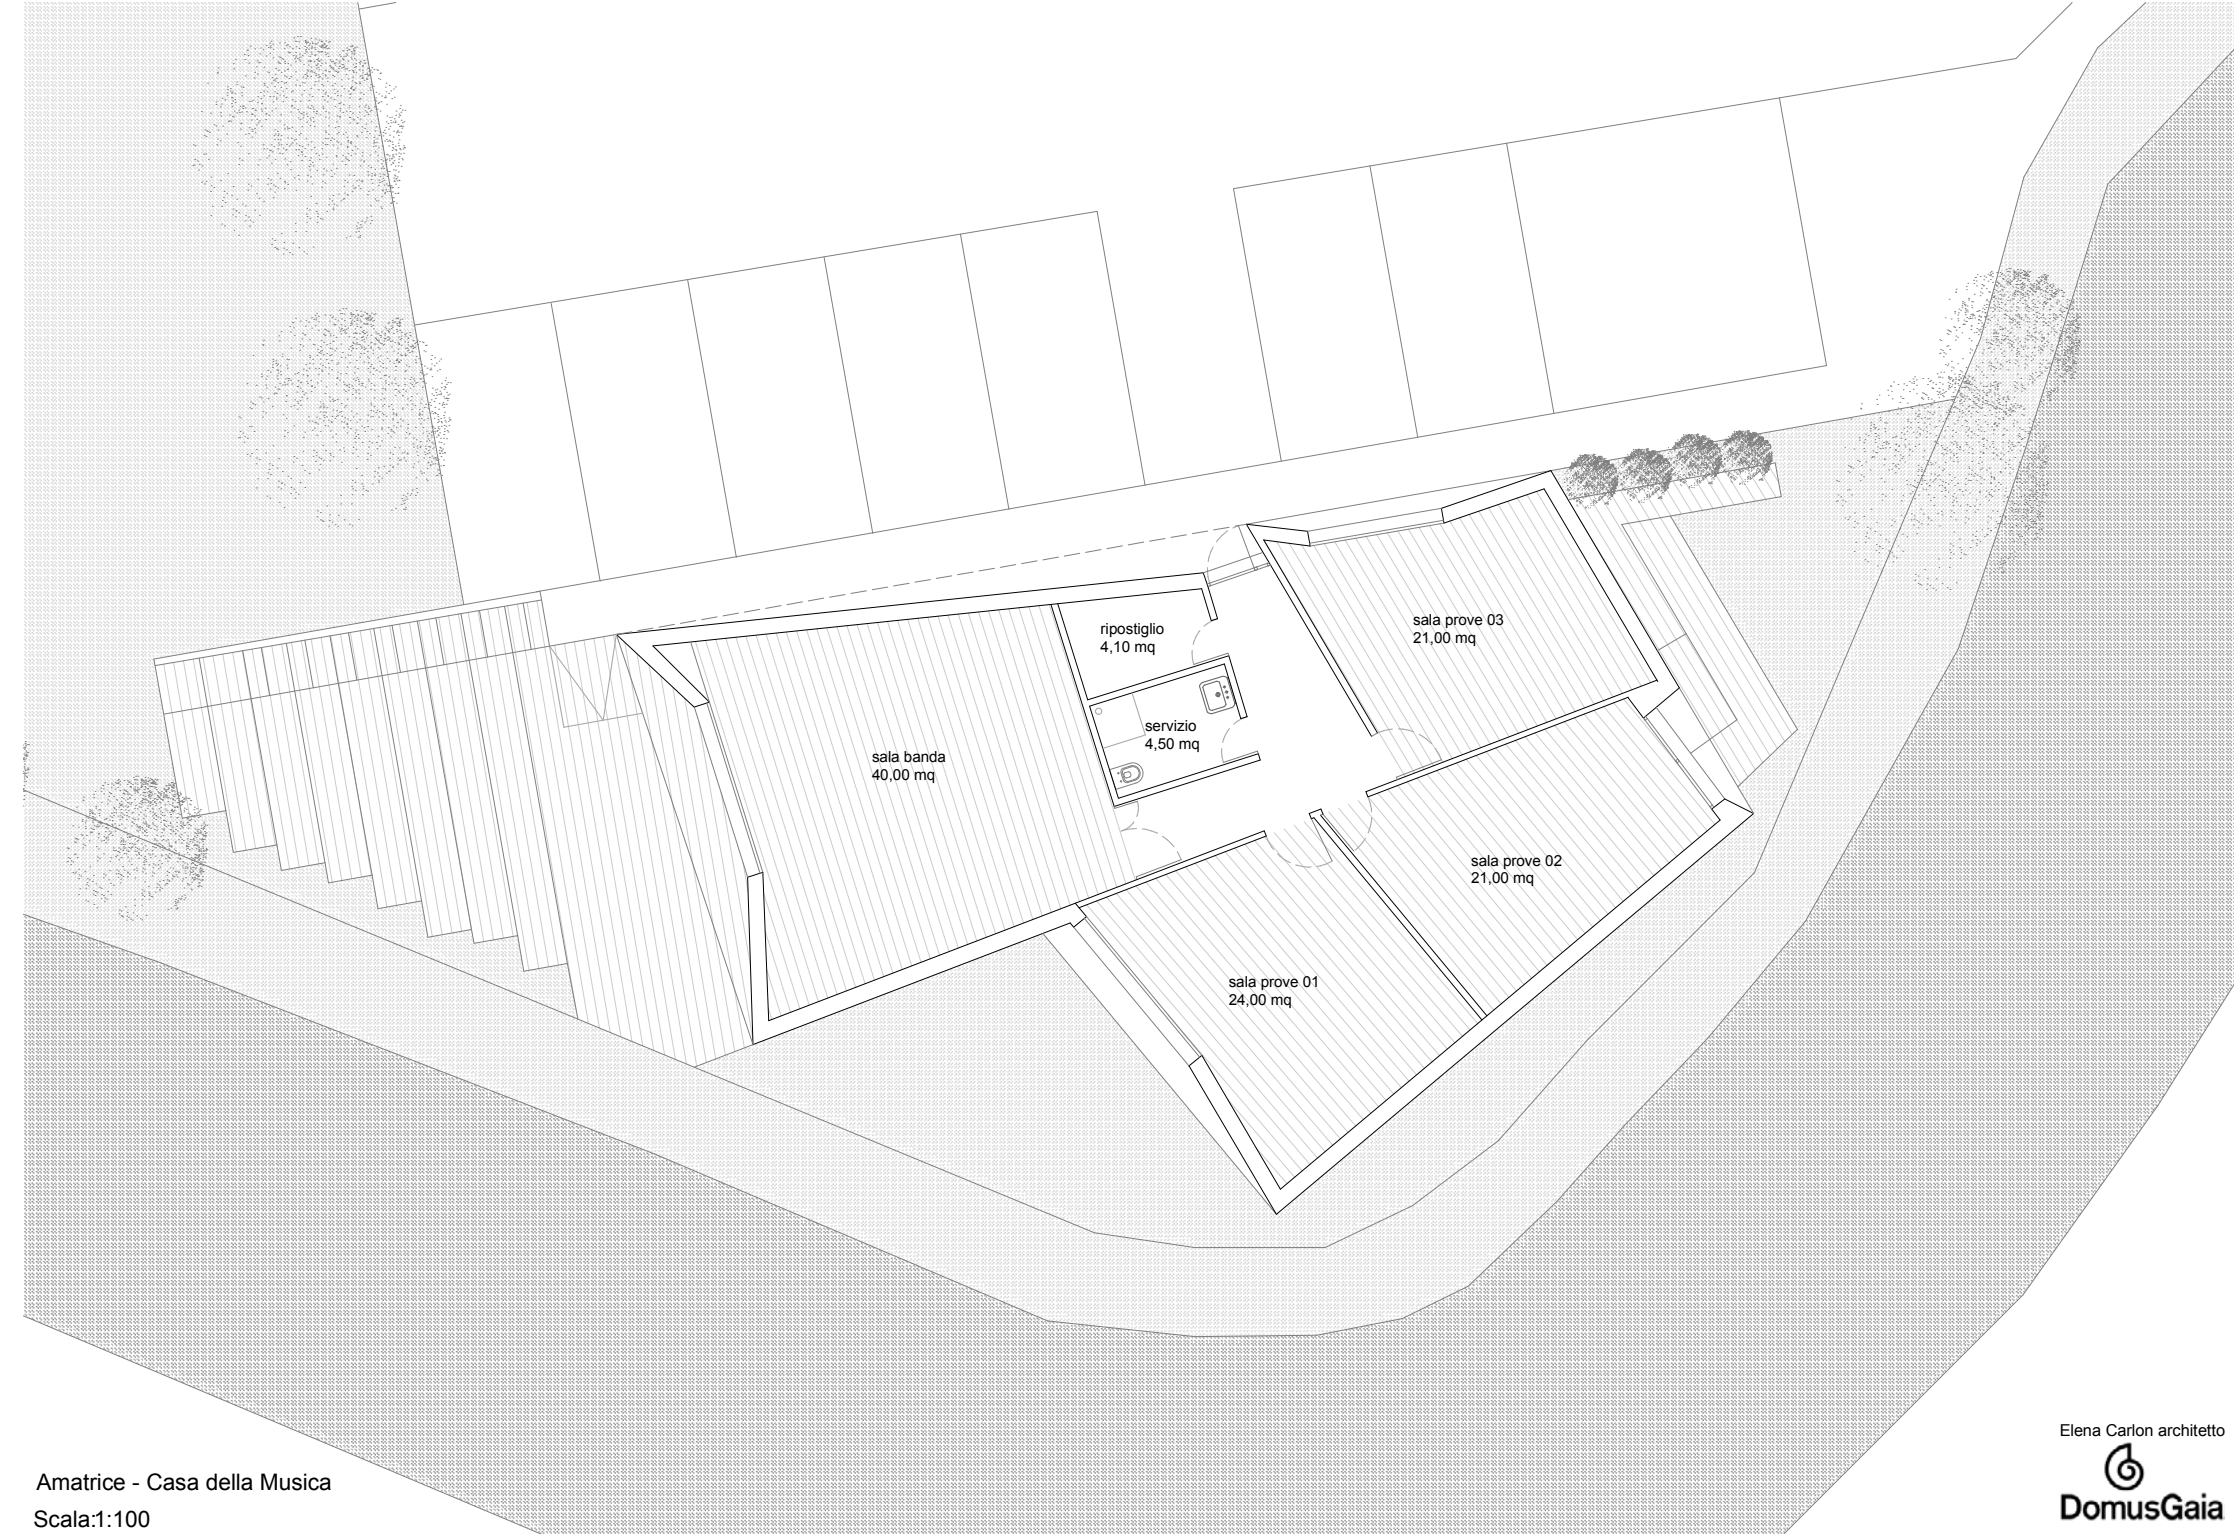 sala prove 03
21,00 mq
ripostiglio
4,10 mq
servizio
4,50 mq
sala banda
40,00 mq
sala prove 02
21,00 mq
sala prove 01
24,00 mq
Elena Carlon architetto
DomusGaia
Amatrice - Casa della Musica
Scala:1:100